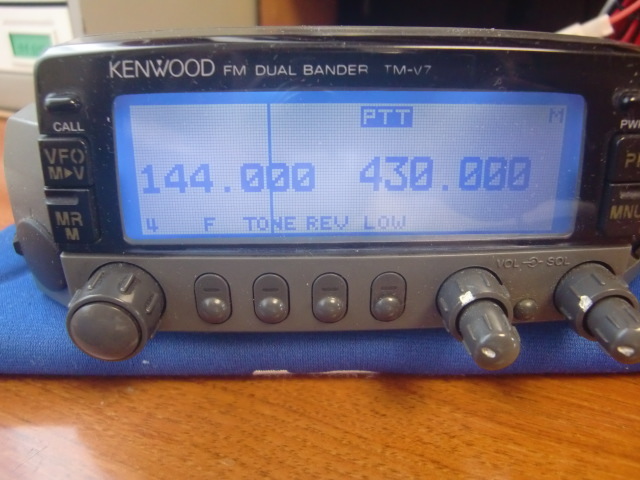 KENWOOD FM DUAL BANDER TM-V7
CALL
PTT M
VFO
M▶V
144.000 430.000
MR
M
F TONE REV LOW
VOL SQL